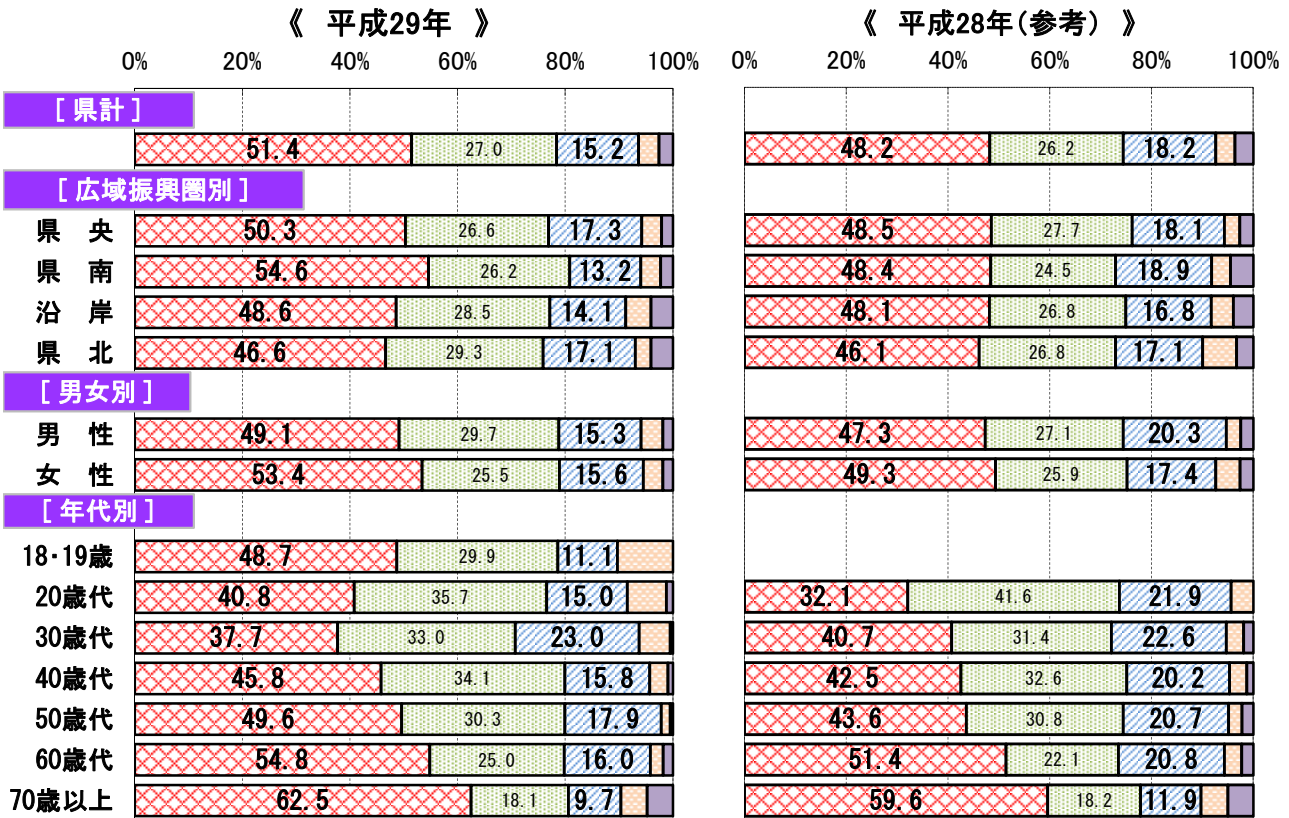 《 平成29年 》 《 平成28年(参考) 》
0% 20% 40% 60% 80% 100% 0% 20% 40% 60% 80% 100%
[ 県計 ]
51.4 27.0 15.2 48.2 26.2 18.2
[ 広域振興圏別 ]
県 央 50.3 26.6 17.3 48.5 27.7 18.1
県 南 54.6 26.2 13.2 48.4 24.5 18.9
沿 岸 48.6 28.5 14.1 48.1 26.8 16.8
県 北 46.6 29.3 17.1 46.1 26.8 17.1
[ 男女別 ]
男 性 49.1 29.7 15.3 47.3 27.1 20.3
女 性 53.4 25.5 15.6 49.3 25.9 17.4
[ 年代別 ]
18・19歳 48.7 29.9 11.1
20歳代 40.8 35.7 15.0 32.1 41.6 21.9
30歳代 37.7 33.0 23.0 40.7 31.4 22.6
40歳代 45.8 34.1 15.8 42.5 32.6 20.2
50歳代 49.6 30.3 17.9 43.6 30.8 20.7
60歳代 54.8 25.0 16.0 51.4 22.1 20.8
70歳以上 62.5 18.1 9.7 59.6 18.2 11.9